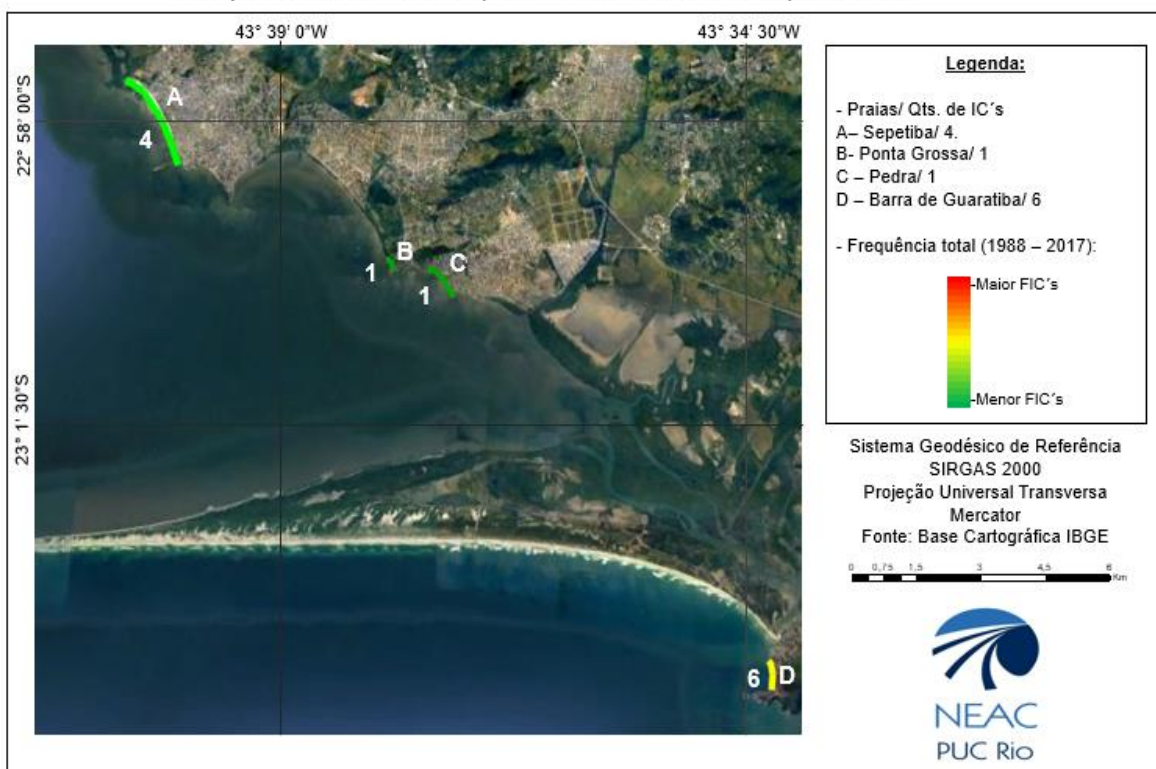 43° 39' 0"W
43° 34' 30"W
22° 58' 00"S
23° 1' 30"S
A
4
B
1
C
1
6 D
Legenda:
- Praias/ Qts. de IC´s
A– Sepetiba/ 4.
B- Ponta Grossa/ 1
C – Pedra/ 1
D – Barra de Guaratiba/ 6
- Frequência total (1988 – 2017):
-Maior FIC´s
-Menor FIC´s
Sistema Geodésico de Referência
SIRGAS 2000
Projeção Universal Transversa
Mercator
Fonte: Base Cartográfica IBGE
0 0,75 1,5 3 4,5 6
Km
NEAC
PUC Rio